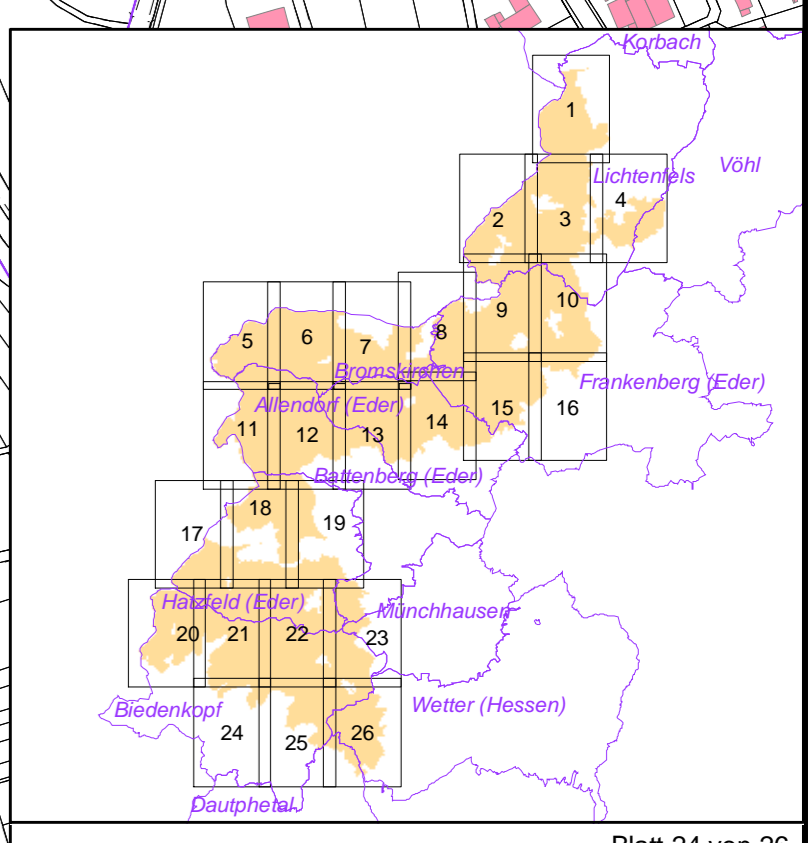 Korbach
1
Vöhl
Lichtenfels
4
2
3
10
9
8
6
5
7
Bromskirchen
Frankenberg (Eder)
Allendorf (Eder)
16
15
14
11
12
13
Battenberg (Eder)
18
19
17
Hatzfeld (Eder)
Münchhausen
20
21
22
23
Wetter (Hessen)
Biedenkopf
24
25
26
Dautphetal
Blatt 24 von 26